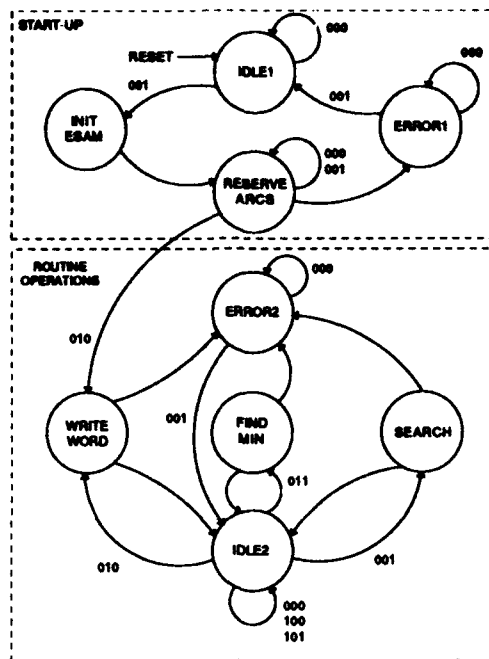 START-UP
000
RESET
IDLE1
000
001
001
INIT
ESAM
ERROR1
000
001
RESERVE
ARCS
ROUTINE
OPERATIONS
000
ERROR2
010
001
WRITE
WORD
FIND
MIN
SEARCH
011
IDLE2
010
001
000
100
101